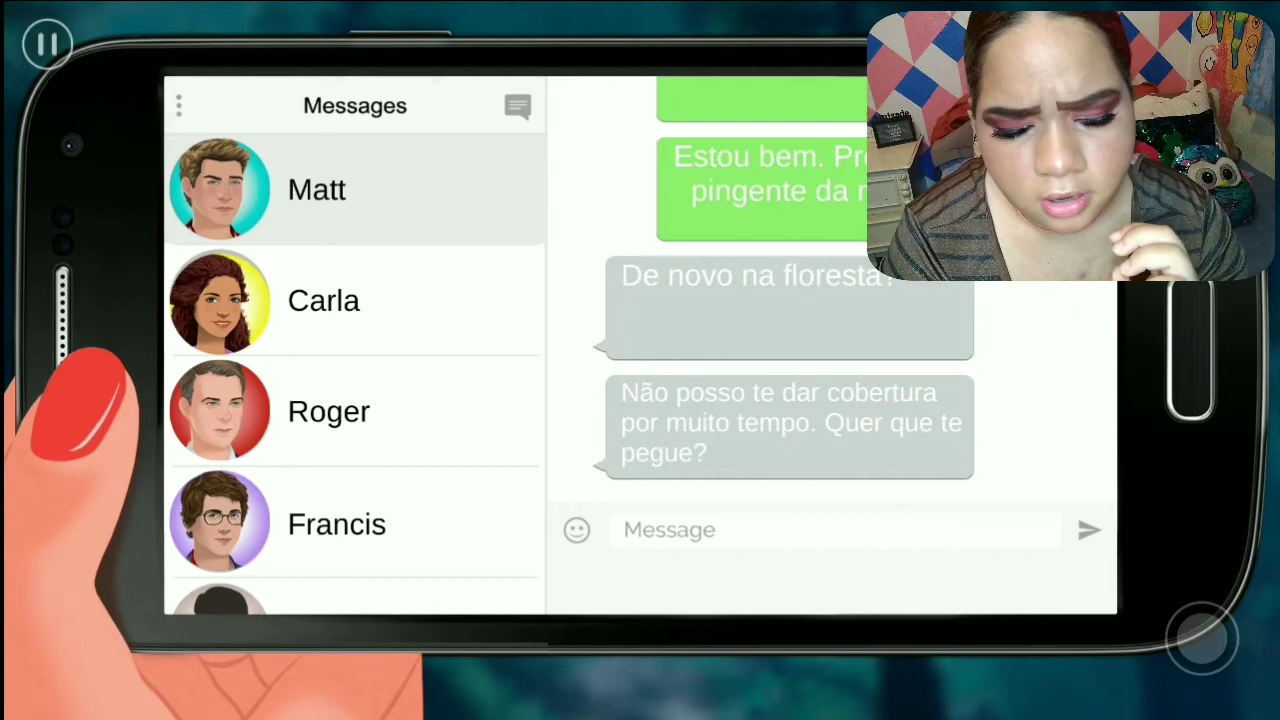 Messages
Matt
Carla
Roger
Francis
Estou bem.
pingente da
De novo na floresta?
Não posso te dar cobertura
por muito tempo. Quer que te
pegue?
Message